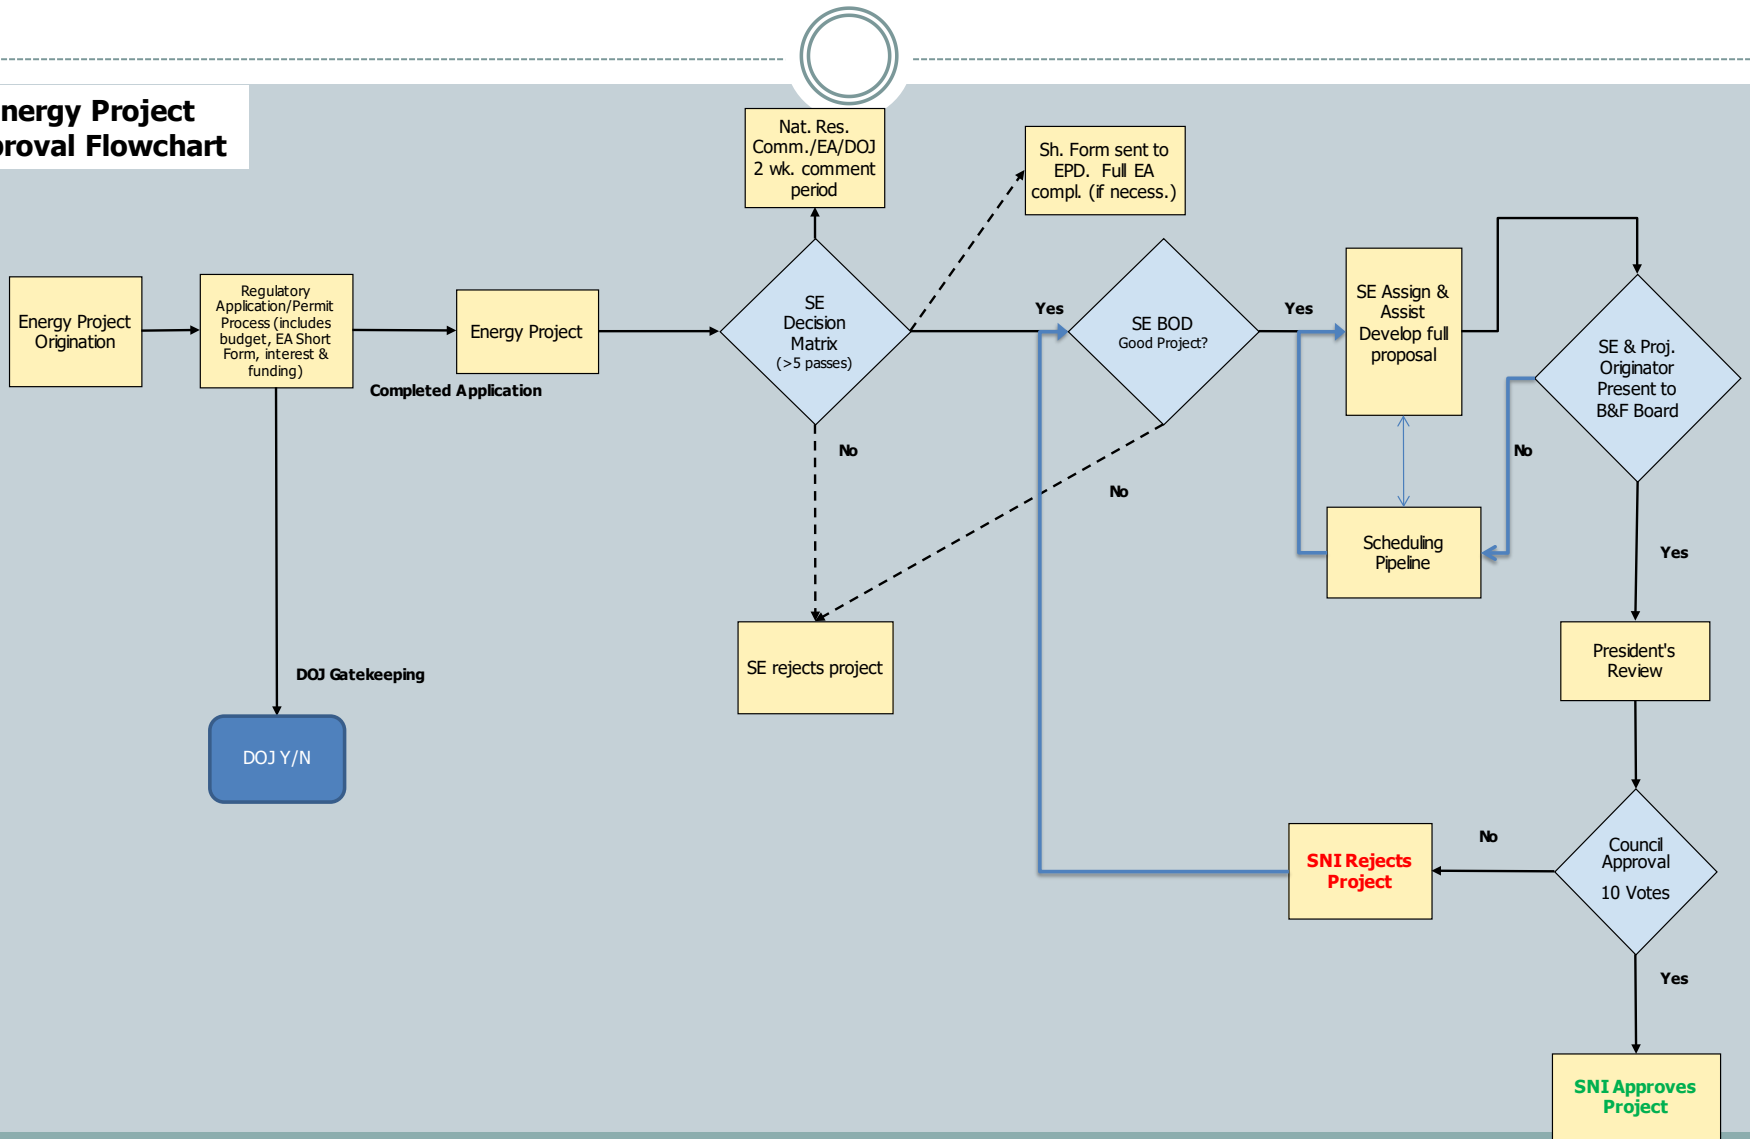 nergy Project
proval Flowchart
Nat. Res.
Comm./EA/DOJ
2 wk. comment
period
Sh. Form sent to
EPD. Full EA
compl. (if necess.)
Energy Project
Origination
Regulatory
Application/Permit
Process (includes
budget, EA Short
Form, interest &
funding)
Completed Application
Energy Project
SE
Decision
Matrix
(>5 passes)
Yes
SE BOD
Good Project?
Yes
SE Assign &
Assist
Develop full
proposal
SE & Proj.
Originator
Present to
B&F Board
No
No
No
Scheduling
Pipeline
Yes
SE rejects project
DOJ Gatekeeping
DOJ Y/N
President's
Review
Council
Approval
10 Votes
No
SNI Rejects
Project
Yes
SNI Approves
Project